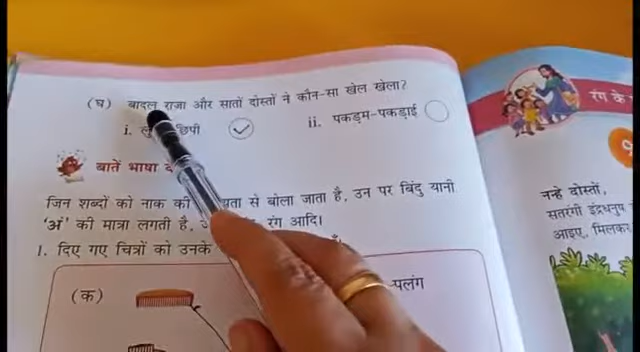 (घ) बादल राजा और सातों दोस्तों ने कौन-सा खेल खेला?
i. छिपी
ii. पकड़म-पकड़ाई
बातें भाषा
जिन शब्दों को नाक की से बोला जाता है, उन पर बिंदु यानी
'अं' की मात्रा लगती है, रंग आदि।
1. दिए गए चित्रों को उनके
(क)
-पलंग
रंग के
नन्हे दोस्तों,
सतरंगी इंद्रधनुष
आइए, मिलकर